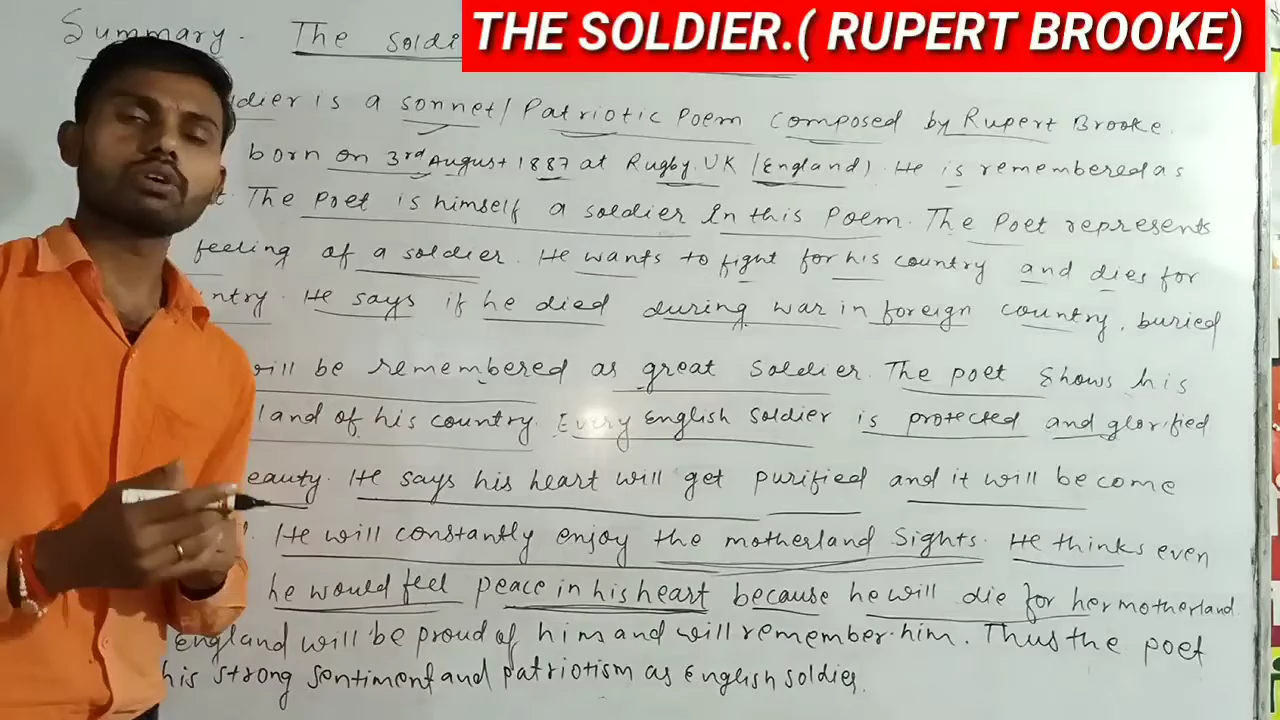 THE SOLDIER.( RUPERT BROOKE)
Summary. The soldi
dier is a sonnet/Patriotic Poem composed by Rupert Brooke.
born on 3rd August 1887 at Rugby. UK (England). He is remembered as
t. The Poet is himself a soldier In this Poem. The Poet represents
feeling of a soldier. He wants to fight for his country and dies for
ntry. He says if he died during war in foreign country, buried
ill be remembered as great Soldier. The poet shows his
land of his country. Every English Soldier is protected and glorified
eauty. He says his heart will get purified and it will become
. He will constantly enjoy the motherland Sights. He thinks even
he would feel peace in his heart because he will die for her motherland.
England will be proud of him and will remember him. Thus the poet
his strong sentiment and patriotism as English soldier.